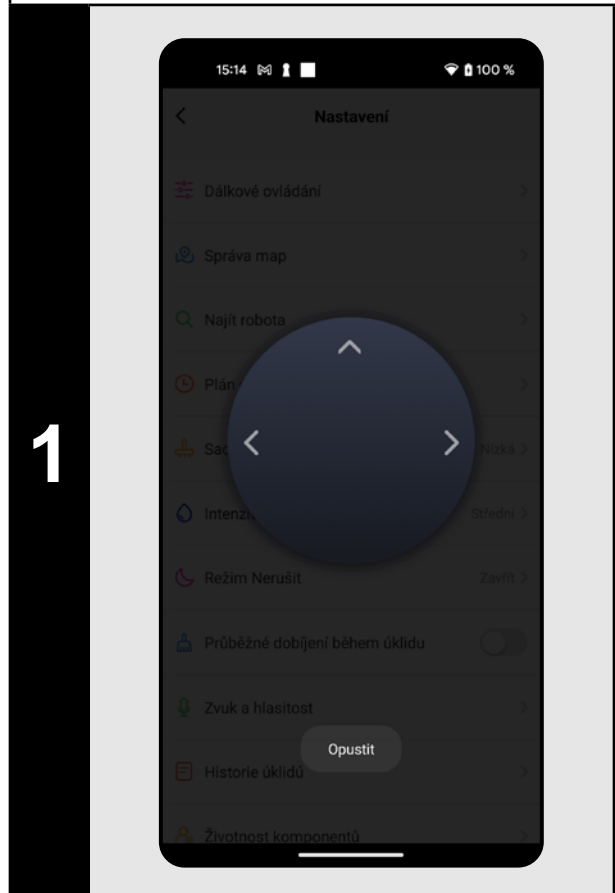 1
15:14 100 %
Nastavení
Dálkové ovládání
Správa map
Najít robota
Plán
Sac
Nízká
Intenzi
Střední
Režim Nerušit
Zavřít
Průběžné dobíjení během úklidu
Zvuk a hlasitost
Opustit
Historie úklidů
Životnost komponentů